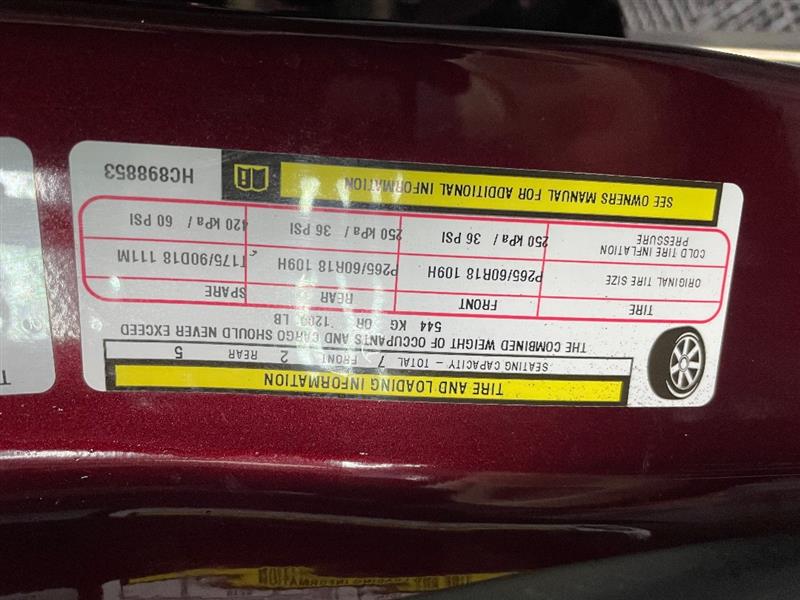 TIRE AND LOADING INFORMATION
SEATING CAPACITY - TOTAL 7 FRONT 2 REAR 5
THE COMBINED WEIGHT OF OCCUPANTS AND CARGO SHOULD NEVER EXCEED
544 KG OR LB
TIRE FRONT REAR SPARE
ORIGINAL TIRE SIZE P265/60R18 109H P265/60R18 109H T175/90D18 111M
COLD TIRE INFLATION PRESSURE 250 kPa / 36 PSI 250 kPa / 36 PSI 420 kPa / 60 PSI
SEE OWNERS MANUAL FOR ADDITIONAL INFORMATION
HC898853